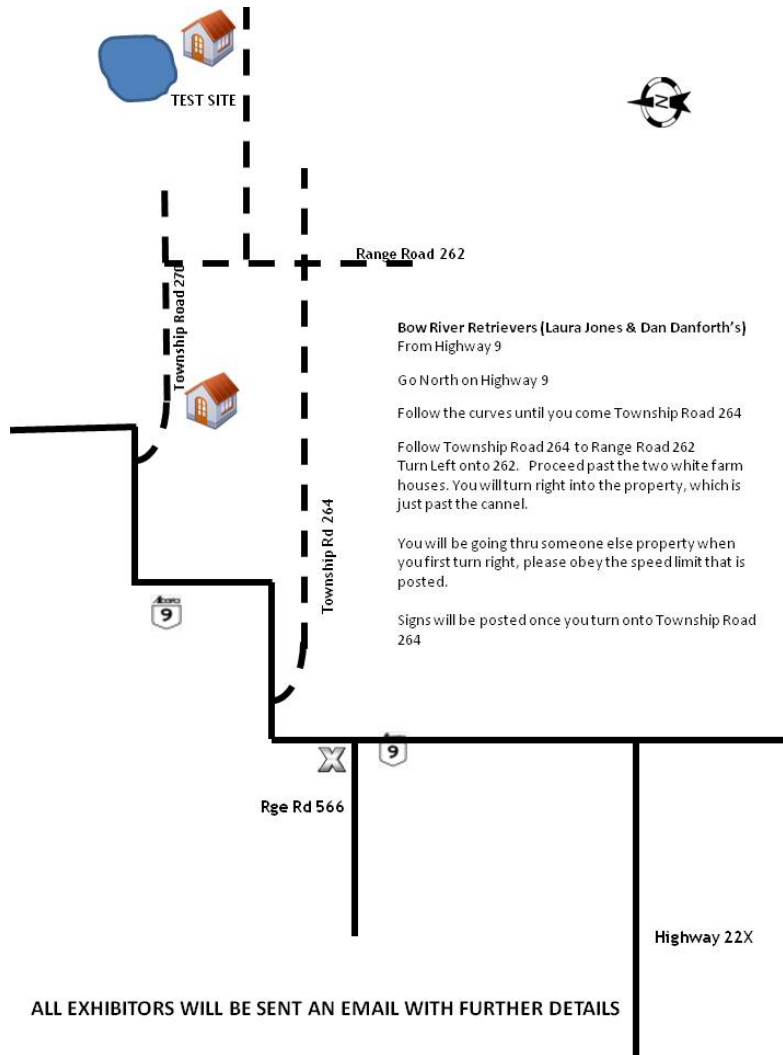 TEST SITE
N
Range Road 262
Township Road 270
Bow River Retrievers (Laura Jones & Dan Danforth's)
From Highway 9
Go North on Highway 9
Follow the curves until you come Township Road 264
Follow Township Road 264 to Range Road 262
Turn Left onto 262. Proceed past the two white farm
houses. You will turn right into the property, which is
just past the cannel.
You will be going thru someone else property when
you first turn right, please obey the speed limit that is
posted.
Signs will be posted once you turn onto Township Road
264
Township Rd 264
Alberta
9
9
X
Rge Rd 566
Highway 22X
ALL EXHIBITORS WILL BE SENT AN EMAIL WITH FURTHER DETAILS